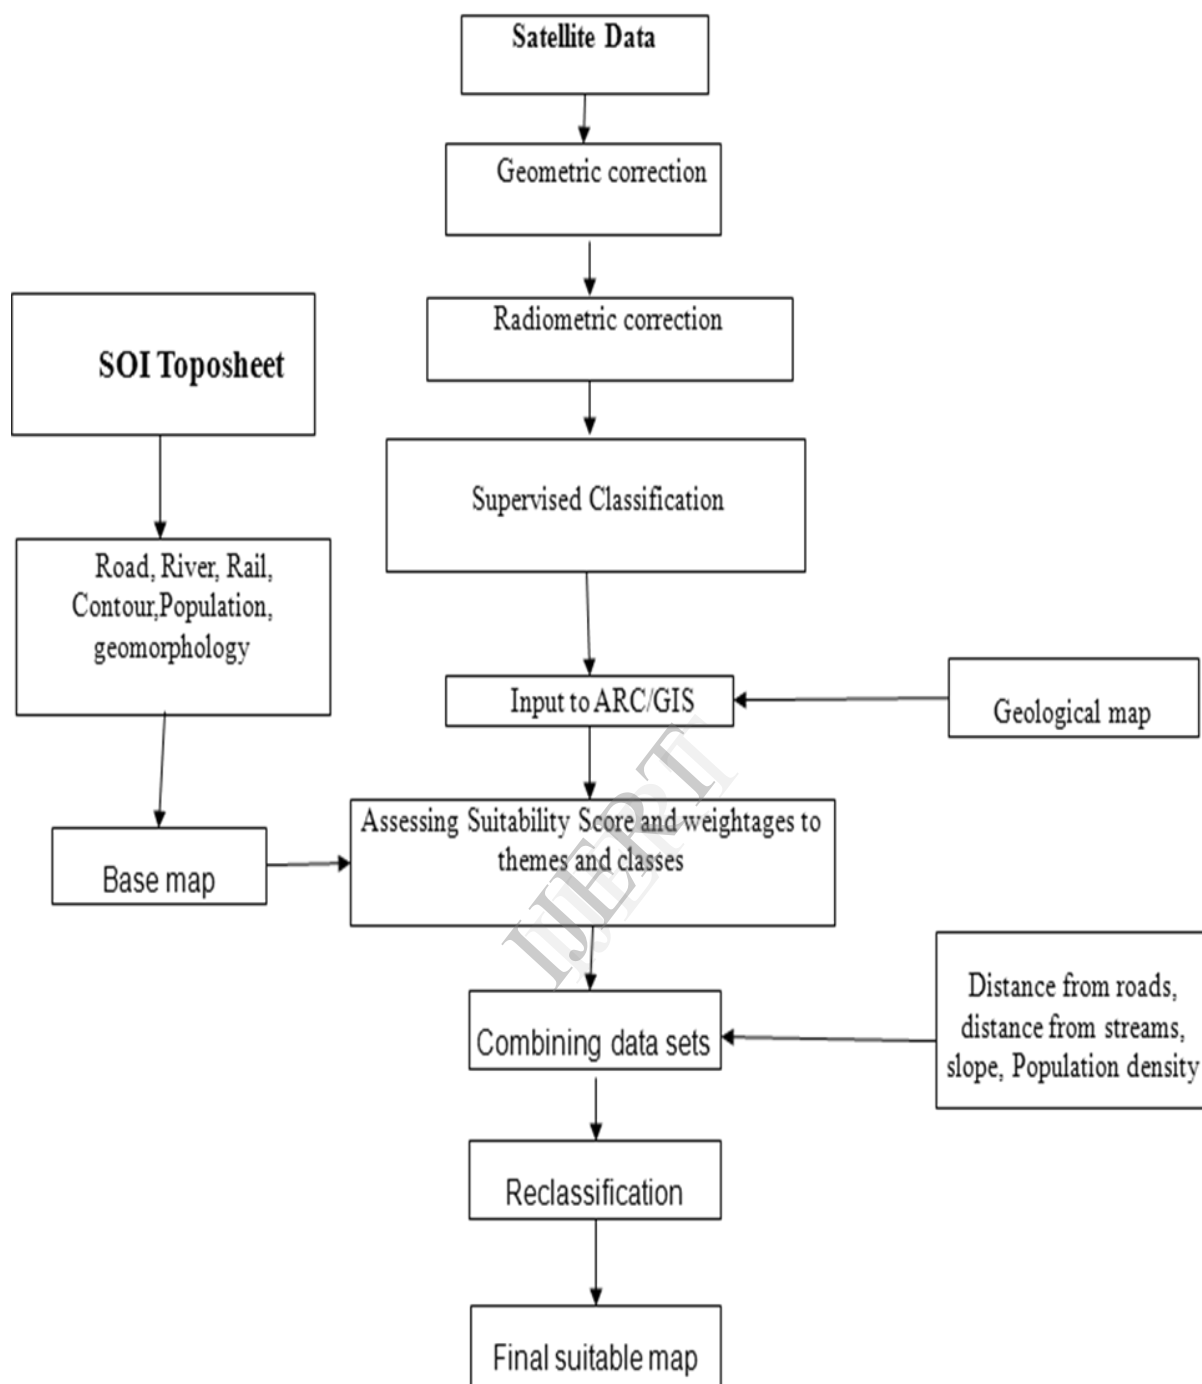 Satellite Data
Geometric correction
Radiometric correction
SOI Toposheet
Supervised Classification
Road, River, Rail,
Contour,Population,
geomorphology
Input to ARC/GIS
Geological map
Assessing Suitability Score and weightages to
themes and classes
Base map
IJERT
Distance from roads,
distance from streams,
slope, Population density
Combining data sets
Reclassification
Final suitable map